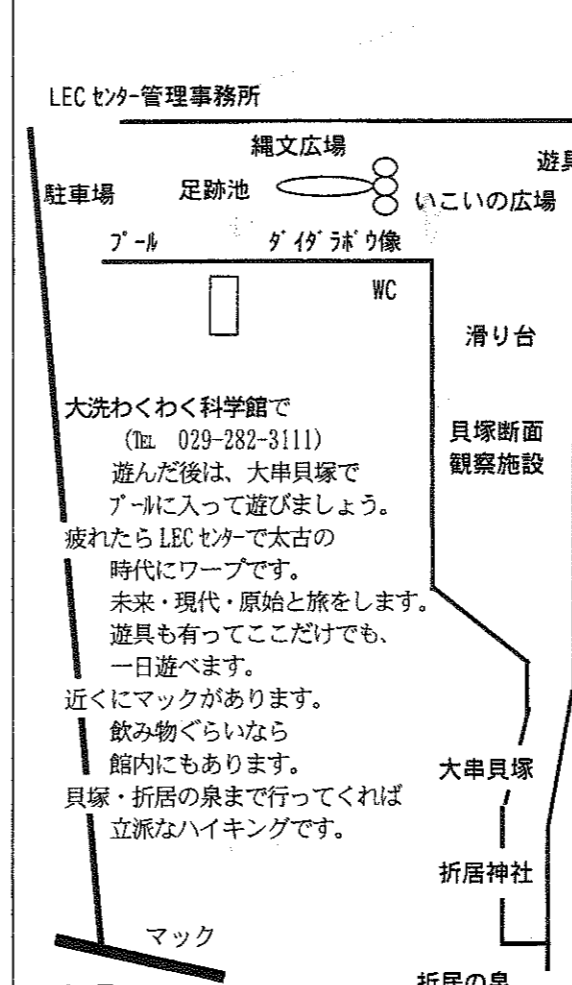 LECセンター管理事務所
縄文広場
遊具
駐車場
足跡池
いこいの広場
プール
ダイダラボウ像
WC
滑り台
大洗わくわく科学館で
(℡ 029-282-3111)
遊んだ後は、大串貝塚で
プールに入って遊びましょう。
疲れたらLECセンターで太古の
時代にワープです。
未来・現代・原始と旅をします。
遊具も有ってここだけでも、
一日遊べます。
近くにマックがあります。
飲み物ぐらいなら
館内にもあります。
貝塚・折居の泉まで行ってくれば
立派なハイキングです。
貝塚断面
観察施設
大串貝塚
折居神社
マック
折居の泉